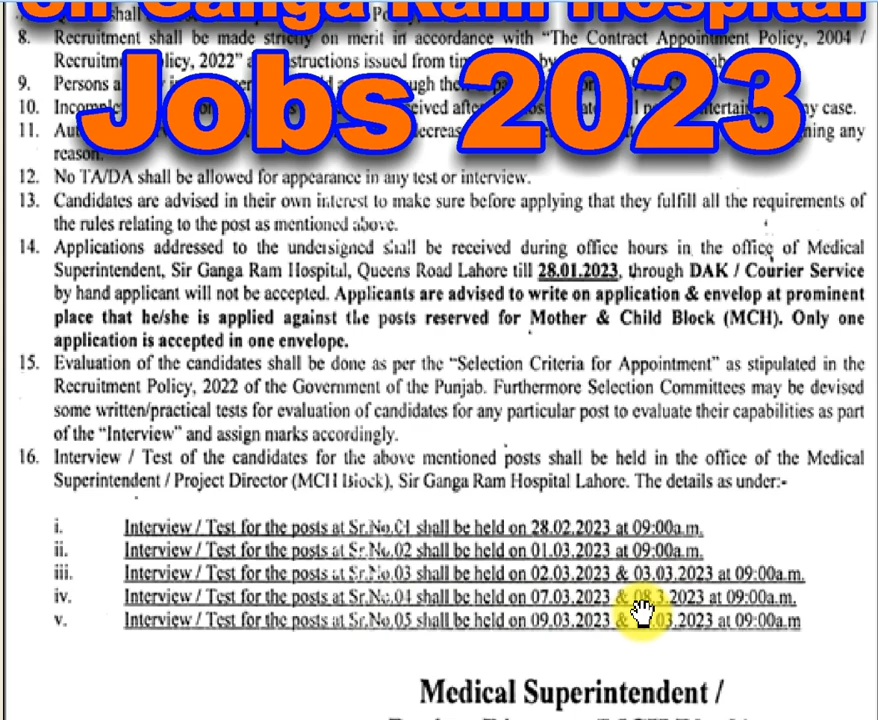 Sir Ganga Ram Hospital
Jobs 2023
shall
8. Recruitment shall be made strictly on merit in accordance with "The Contract Appointment Policy, 2004 /
licy, 2022" structions issued from
9. Persons
10.
11.
reason.
12. No TA/DA shall be allowed for appearance in any test or interview.
13. Candidates are advised in their own interest to make sure before applying that they fulfill all the requirements of
the rules relating to the post as mentioned above.
14. Applications addressed to the undersigned shall be received during office hours in the office of Medical
Superintendent, Sir Ganga Ram Hospital, Queens Road Lahore till 28.01.2023, through DAK / Courier Service
by hand applicant will not be accepted. Applicants are advised to write on application & envelop at prominent
place that he/she is applied against the posts reserved for Mother & Child Block (MCH). Only one
application is accepted in one envelope.
15. Evaluation of the candidates shall be done as per the "Selection Criteria for Appointment" as stipulated in the
Recruitment Policy, 2022 of the Government of the Punjab. Furthermore Selection Committees may be devised
some written/practical tests for evaluation of candidates for any particular post to evaluate their capabilities as part
of the "Interview" and assign marks accordingly.
16. Interview / Test of the candidates for the above mentioned posts shall be held in the office of the Medical
Superintendent / Project Director (MCH Block), Sir Ganga Ram Hospital Lahore. The details as under:-
i. Interview / Test for the posts at Sr.No.01 shall be held on 28.02.2023 at 09:00a.m.
ii. Interview / Test for the posts at Sr.No.02 shall be held on 01.03.2023 at 09:00a.m.
iii. Interview / Test for the posts at Sr.No.03 shall be held on 02.03.2023 & 03.03.2023 at 09:00a.m.
iv. Interview / Test for the posts at Sr.No.04 shall be held on 07.03.2023 & 08.3.2023 at 09:00a.m.
v. Interview / Test for the posts at Sr.No.05 shall be held on 09.03.2023 & .03.2023 at 09:00a.m
Medical Superintendent /